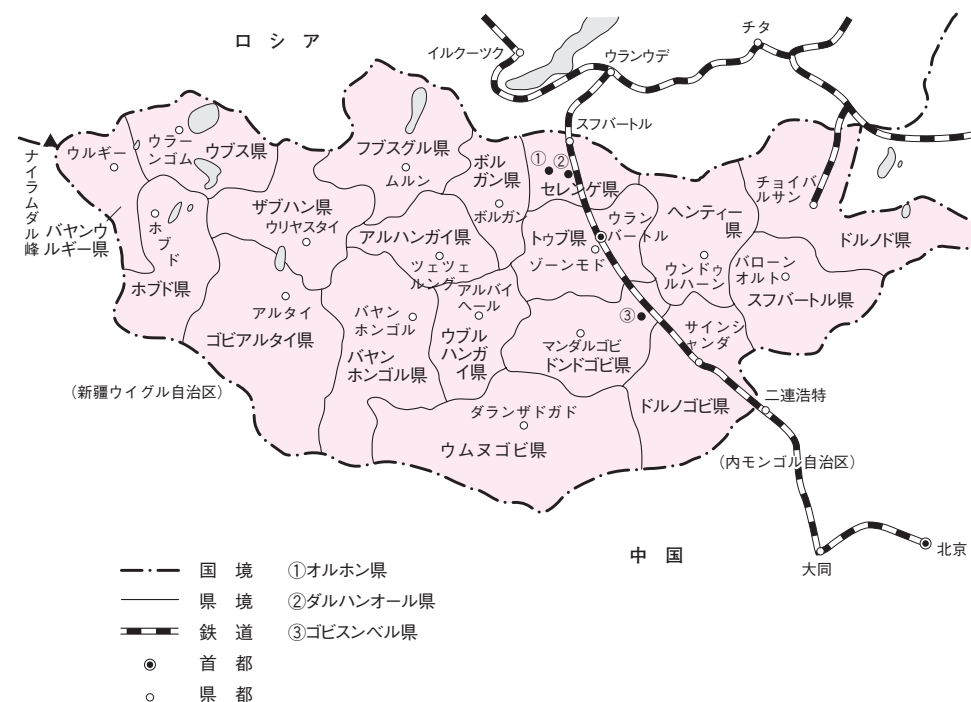 ロシア
イルクーツク
ウランウデ
チタ
スフバートル
ナイラムダル峰
ウルギー
バヤンウ
ルギー県
ウラー
ンゴム
ウブス県
ホブド
ホブド県
ザブハン県
ウリヤスタイ
フブスグル県
ムルン
ボル
ガン県
ボルガン
①
②
セレンゲ県
アルハンガイ県
ツェツェ
ルレング
トゥブ県
ゾーンモド
ウラン
バートル
ヘンティー
県
ウンドゥ
ルハーン
チョイバ
ルサン
ドルノド県
バローン
オルト
スフバートル県
アルタイ
ゴビアルタイ県
バヤン
ホンゴル
バヤン
ホンゴル県
アルバイ
ヘール
ウブル
ハンガ
イ県
マンダルゴビ
ドンドゴビ県
③
サインシ
ャンダ
ドルノゴビ県
ダランザドガド
ウムヌゴビ県
(新疆ウイグル自治区)
二連浩特
(内モンゴル自治区)
中国
大同
北京
国境
県境
鉄道
首都
県都
①オルホン県
②ダルハンオール県
③ゴビスンベル県